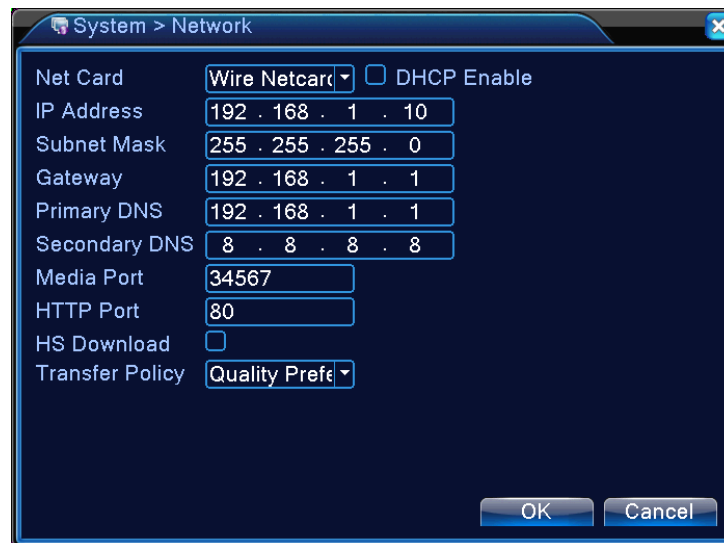 System > Network
Net Card Wire Netcard DHCP Enable
IP Address 192 . 168 . 1 . 10
Subnet Mask 255 . 255 . 255 . 0
Gateway 192 . 168 . 1 . 1
Primary DNS 192 . 168 . 1 . 1
Secondary DNS 8 . 8 . 8 . 8
Media Port 34567
HTTP Port 80
HS Download
Transfer Policy Quality Prefe
OK Cancel